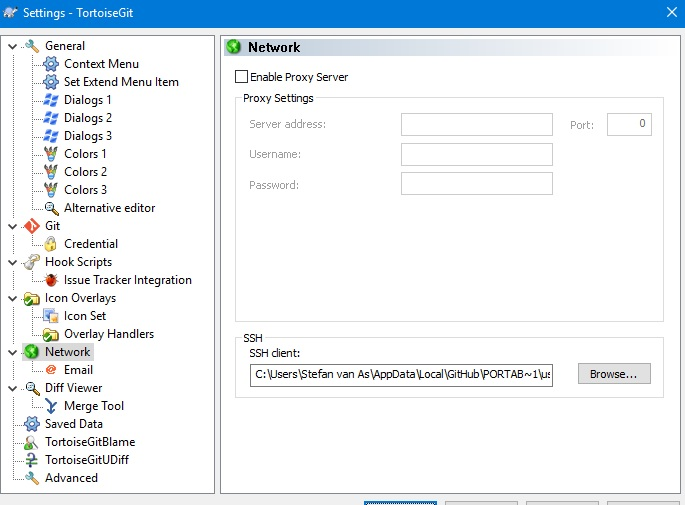 Settings - TortoiseGit
General
Context Menu
Set Extend Menu Item
Dialogs 1
Dialogs 2
Dialogs 3
Colors 1
Colors 2
Colors 3
Alternative editor
Git
Credential
Hook Scripts
Issue Tracker Integration
Icon Overlays
Icon Set
Overlay Handlers
Network
Email
Diff Viewer
Merge Tool
Saved Data
TortoiseGitBlame
TortoiseGitUDiff
Advanced
Network
Enable Proxy Server
Proxy Settings
Server address:
Port: 0
Username:
Password:
SSH
SSH client:
C:\Users\Stefan van As\AppData\Local\GitHub\PORTAB~1\us
Browse...